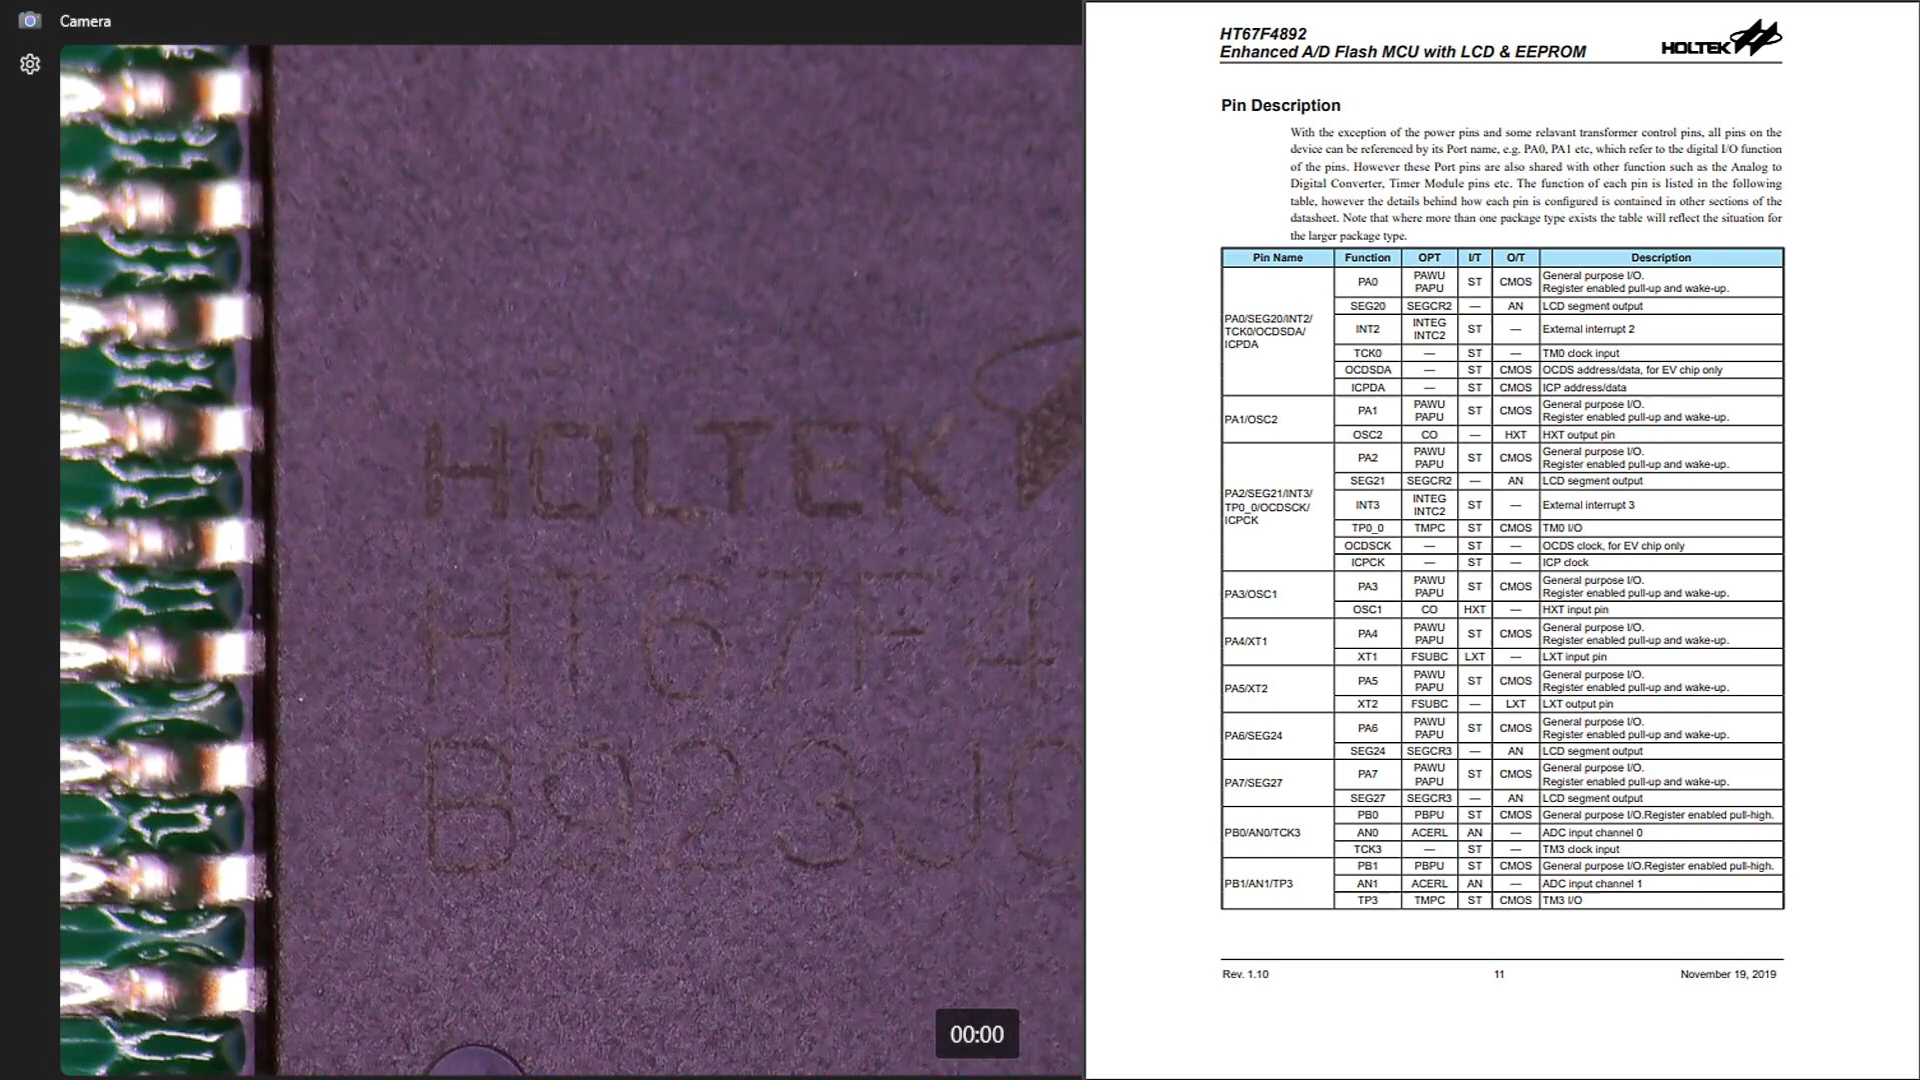 Camera
HOLTEK
HT67F4
B923J
00:00
HT67F4892
Enhanced A/D Flash MCU with LCD & EEPROM
HOLTEK
Pin Description
With the exception of the power pins and some relavant transformer control pins, all pins on the
device can be referenced by its Port name, e.g. PA0, PA1 etc, which refer to the digital I/O function
of the pins. However these Port pins are also shared with other function such as the Analog to
Digital Converter, Timer Module pins etc. The function of each pin is listed in the following
table, however the details behind how each pin is configured is contained in other sections of the
datasheet. Note that where more than one package type exists the table will reflect the situation for
the larger package type.
Pin Name Function OPT I/T O/T Description
PA0/SEG20/INT2/
TCK0/OCDSDA/
ICPDA
PA0 PAWU
PAPU ST CMOS General purpose I/O.
Register enabled pull-up and wake-up.
SEG20 SEGCR2 — AN LCD segment output
INT2 INTEG
INTC2 ST — External interrupt 2
TCK0 — ST — TM0 clock input
OCDSDA — ST CMOS OCDS address/data, for EV chip only
ICPDA — ST CMOS ICP address/data
PA1/OSC2
PA1 PAWU
PAPU ST CMOS General purpose I/O.
Register enabled pull-up and wake-up.
OSC2 CO — HXT HXT output pin
PA2/SEG21/INT3/
TP0_0/OCDSCK/
ICPCK
PA2 PAWU
PAPU ST CMOS General purpose I/O.
Register enabled pull-up and wake-up.
SEG21 SEGCR2 — AN LCD segment output
INT3 INTEG
INTC2 ST — External interrupt 3
TP0_0 TMPC ST CMOS TM0 I/O
OCDSCK — ST — OCDS clock, for EV chip only
ICPCK — ST — ICP clock
PA3/OSC1
PA3 PAWU
PAPU ST CMOS General purpose I/O.
Register enabled pull-up and wake-up.
OSC1 CO HXT — HXT input pin
PA4/XT1
PA4 PAWU
PAPU ST CMOS General purpose I/O.
Register enabled pull-up and wake-up.
XT1 FSUBC LXT — LXT input pin
PA5/XT2
PA5 PAWU
PAPU ST CMOS General purpose I/O.
Register enabled pull-up and wake-up.
XT2 FSUBC — LXT LXT output pin
PA6/SEG24
PA6 PAWU
PAPU ST CMOS General purpose I/O.
Register enabled pull-up and wake-up.
SEG24 SEGCR3 — AN LCD segment output
PA7/SEG27
PA7 PAWU
PAPU ST CMOS General purpose I/O.
Register enabled pull-up and wake-up.
SEG27 SEGCR3 — AN LCD segment output
PB0/AN0/TCK3
PB0 PBPU ST CMOS General purpose I/O.Register enabled pull-high.
AN0 ACERL AN — ADC input channel 0
TCK3 — ST — TM3 clock input
PB1/AN1/TP3
PB1 PBPU ST CMOS General purpose I/O.Register enabled pull-high.
AN1 ACERL AN — ADC input channel 1
TP3 TMPC ST CMOS TM3 I/O
Rev. 1.10 11 November 19, 2019